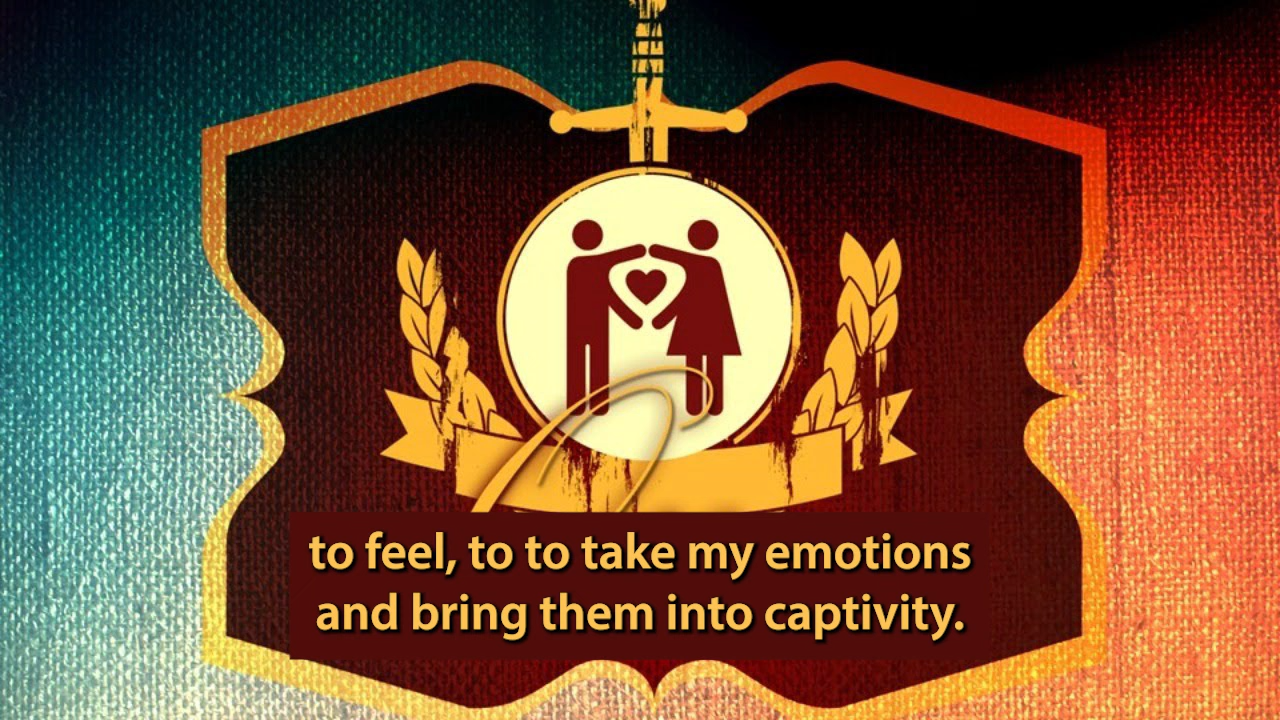 to feel, to to take my emotions
and bring them into captivity.